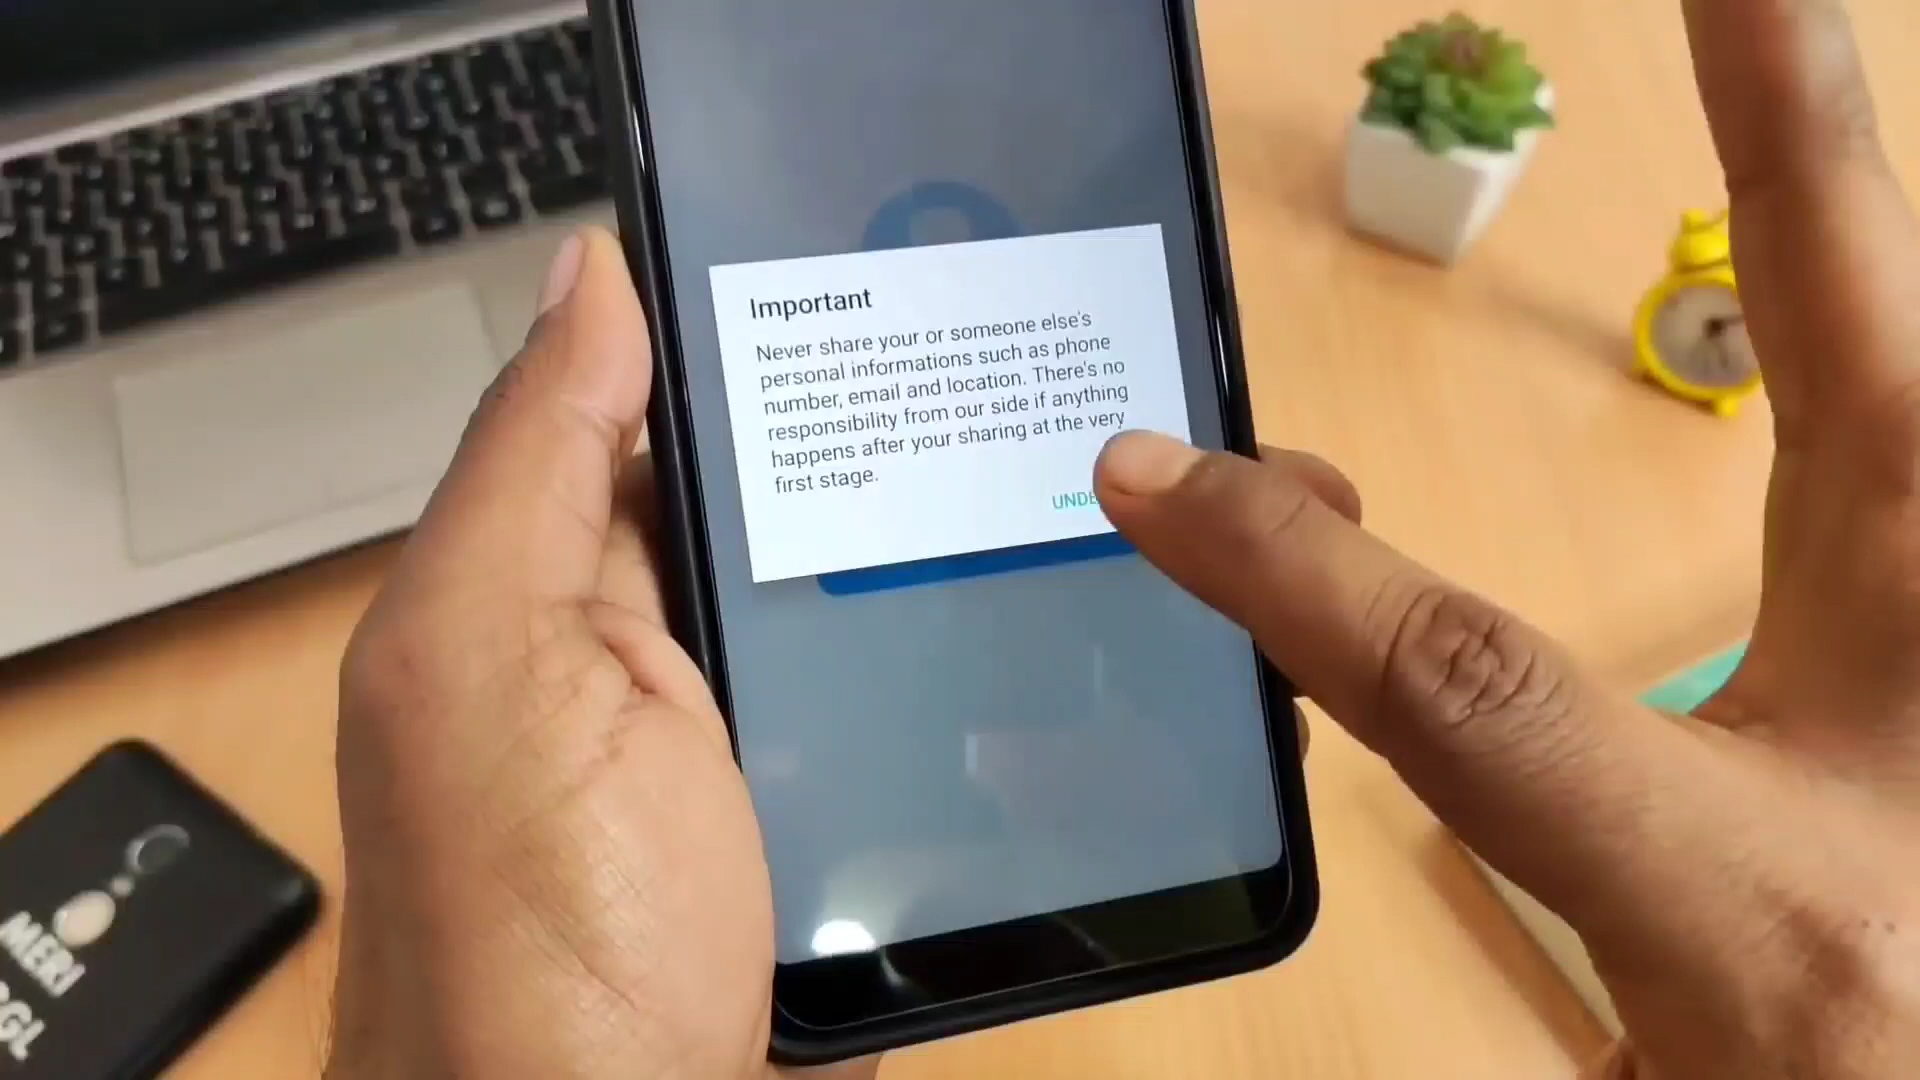 Important
Never share your or someone else's
personal informations such as phone
number, email and location. There's no
responsibility from our side if anything
happens after your sharing at the very
first stage.
UNDE
MERI
GL